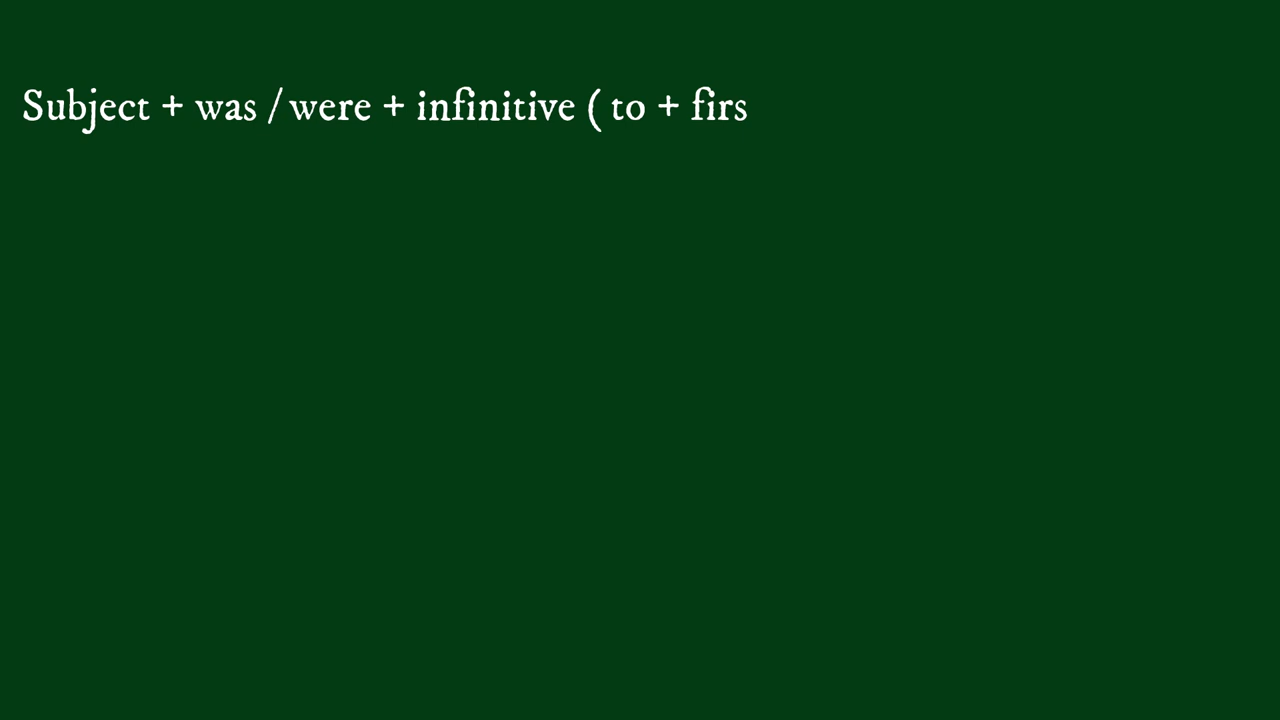 Subject + was / were + infinitive ( to + firs